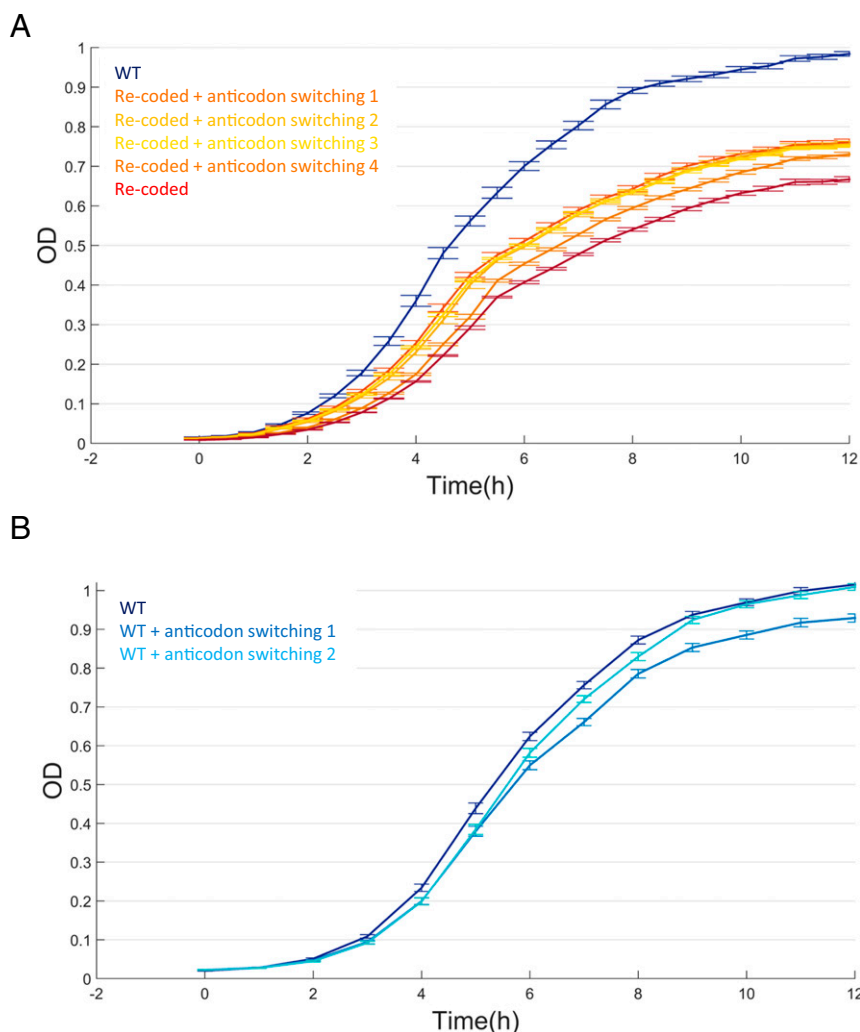 A
1
0.9
0.8
0.7
0.6
0.5
0.4
0.3
0.2
0.1
0
OD
WT
Re-coded + anticodon switching 1
Re-coded + anticodon switching 2
Re-coded + anticodon switching 3
Re-coded + anticodon switching 4
Re-coded
-2 0 2 4 6 8 10 12
Time(h)
B
1
0.9
0.8
0.7
0.6
0.5
0.4
0.3
0.2
0.1
0
OD
WT
WT + anticodon switching 1
WT + anticodon switching 2
-2 0 2 4 6 8 10 12
Time(h)